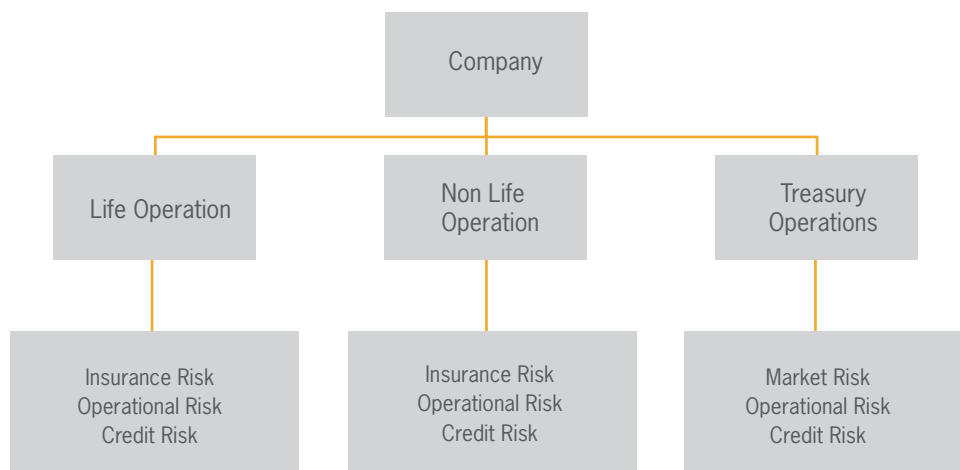 Company
Life Operation
Non Life
Operation
Treasury
Operations
Insurance Risk
Operational Risk
Credit Risk
Insurance Risk
Operational Risk
Credit Risk
Market Risk
Operational Risk
Credit Risk